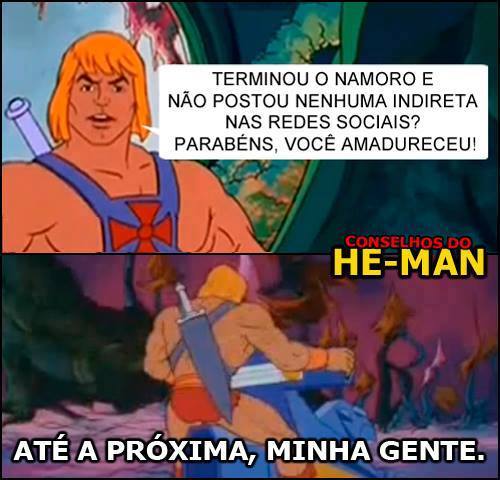 TERMINOU O NAMORO E
NÃO POSTOU NENHUMA INDIRETA
NAS REDES SOCIAIS?
PARABÉNS, VOCÊ AMADURECEU!
CONSELHOS DO
HE-MAN
ATÉ A PRÓXIMA, MINHA GENTE.